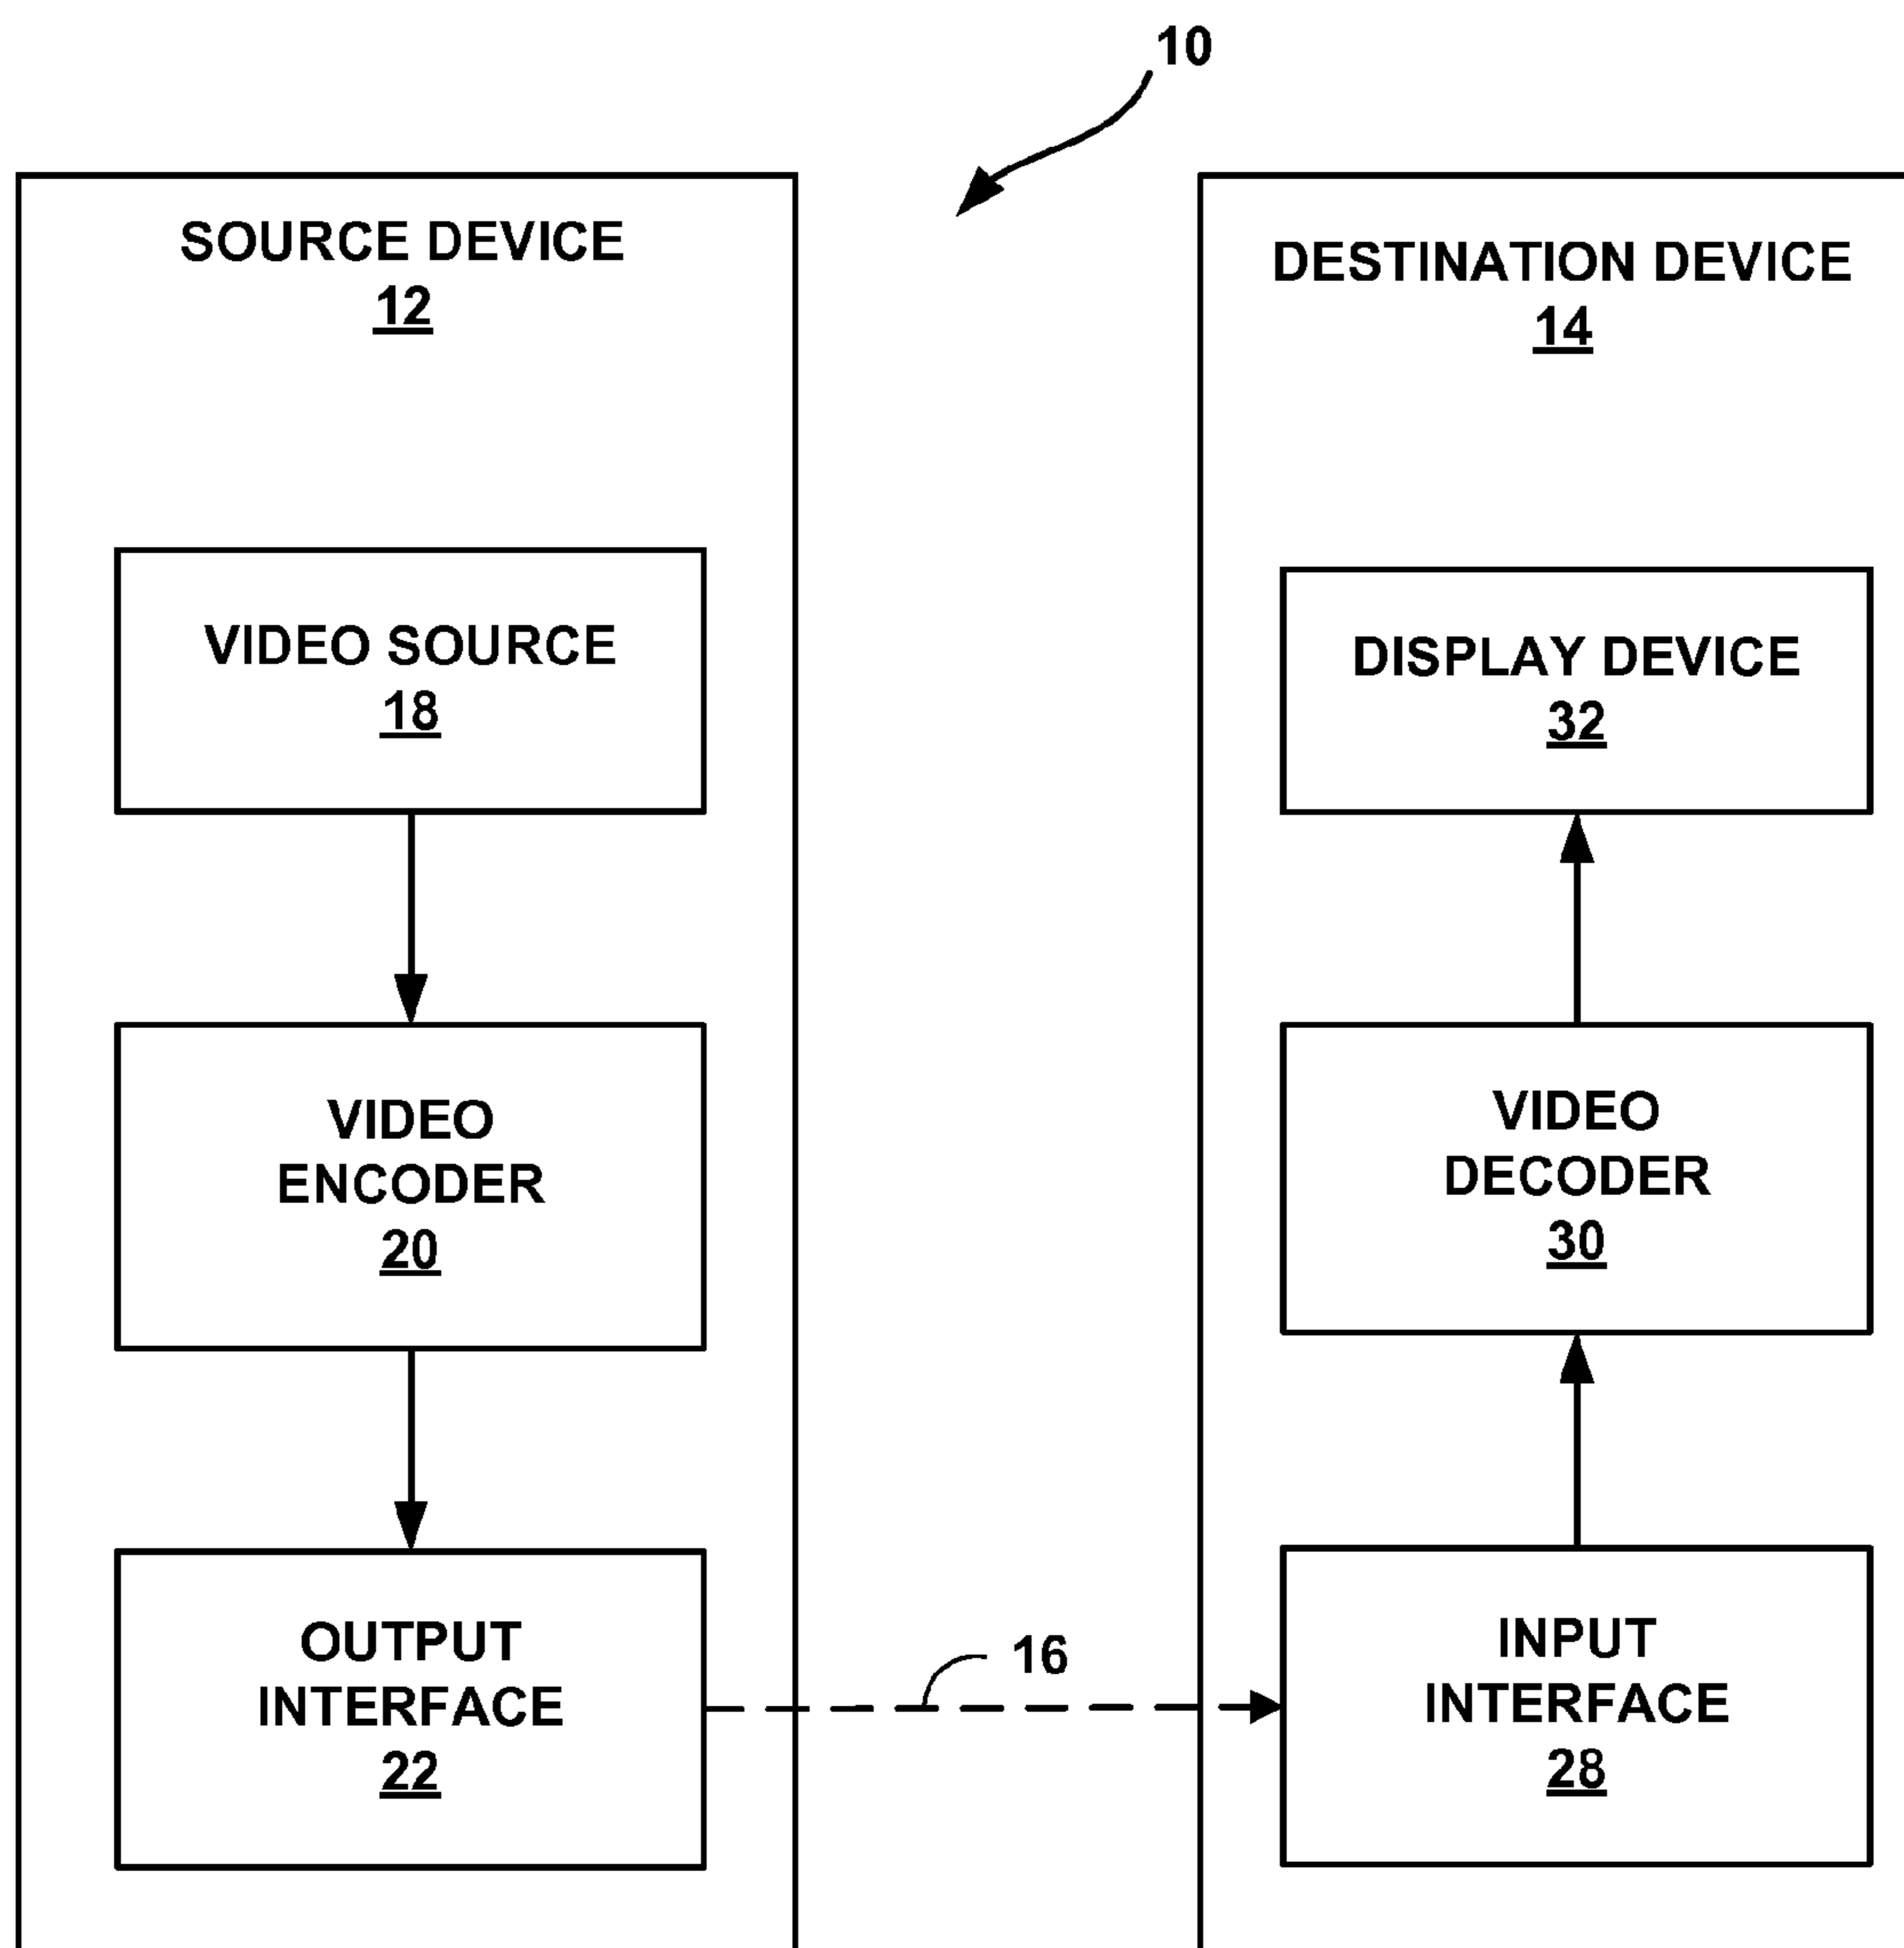 10
SOURCE DEVICE
12
VIDEO SOURCE
18
VIDEO
ENCODER
20
OUTPUT
INTERFACE
22
16
DESTINATION DEVICE
14
DISPLAY DEVICE
32
VIDEO
DECODER
30
INPUT
INTERFACE
28